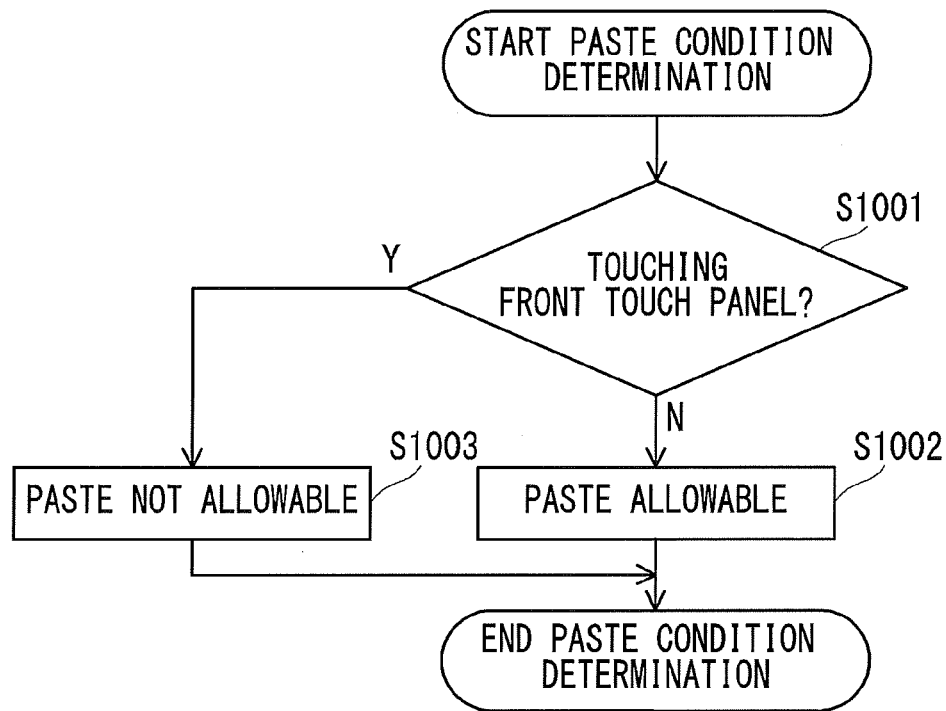 START PASTE CONDITION
DETERMINATION
S1001
Y
TOUCHING
FRONT TOUCH PANEL?
N
S1003
S1002
PASTE NOT ALLOWABLE
PASTE ALLOWABLE
END PASTE CONDITION
DETERMINATION